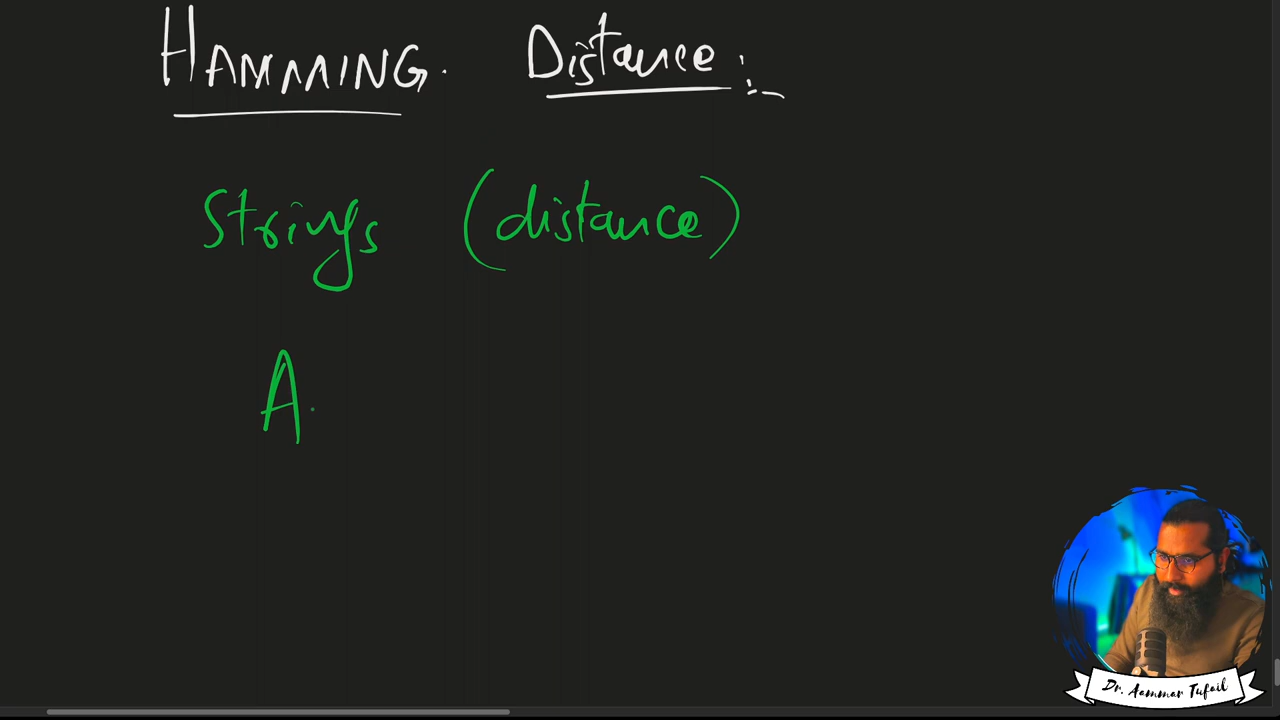 HAMMING. Distance :-
Strings (distance)
A.
Dr. Aammar Tufail